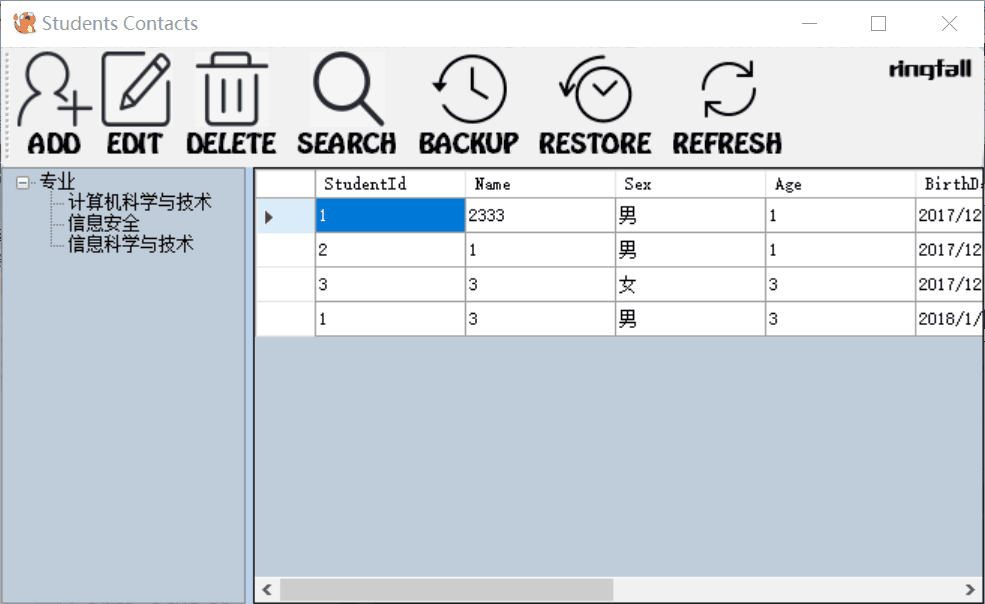 Students Contacts
ringfall
ADD EDIT DELETE SEARCH BACKUP RESTORE REFRESH
专业
计算机科学与技术
信息安全
信息科学与技术
StudentId Name Sex Age BirthDa
1 2333 男 1 2017/12
2 1 男 1 2017/12
3 3 女 3 2017/12
1 3 男 3 2018/1/